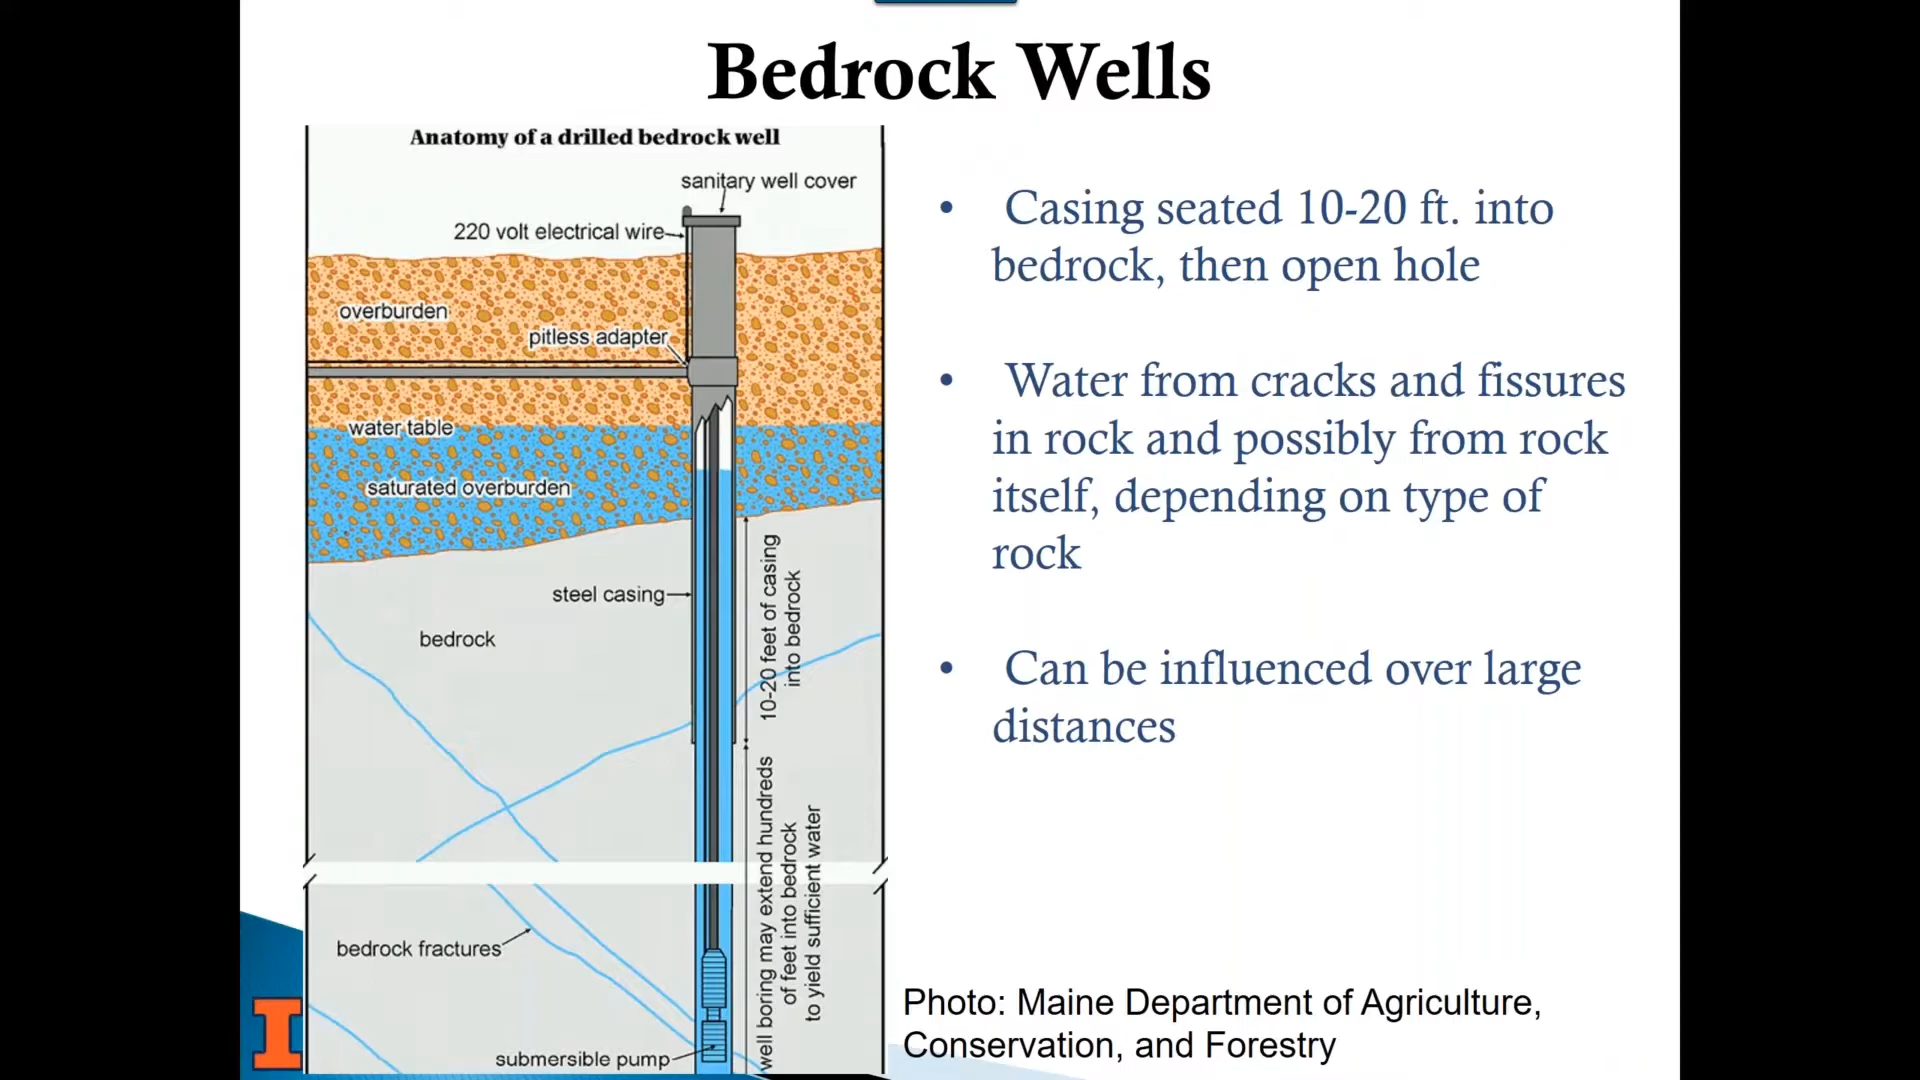 Bedrock Wells
Anatomy of a drilled bedrock well
sanitary well cover
220 volt electrical wire
overburden
pitless adapter
water table
saturated overburden
steel casing
bedrock
10-20 feet of casing
into bedrock
well boring may extend hundreds
of feet into bedrock
to yield sufficient water
bedrock fractures
submersible pump
• Casing seated 10-20 ft. into
bedrock, then open hole
• Water from cracks and fissures
in rock and possibly from rock
itself, depending on type of
rock
• Can be influenced over large
distances
Photo: Maine Department of Agriculture,
Conservation, and Forestry
I